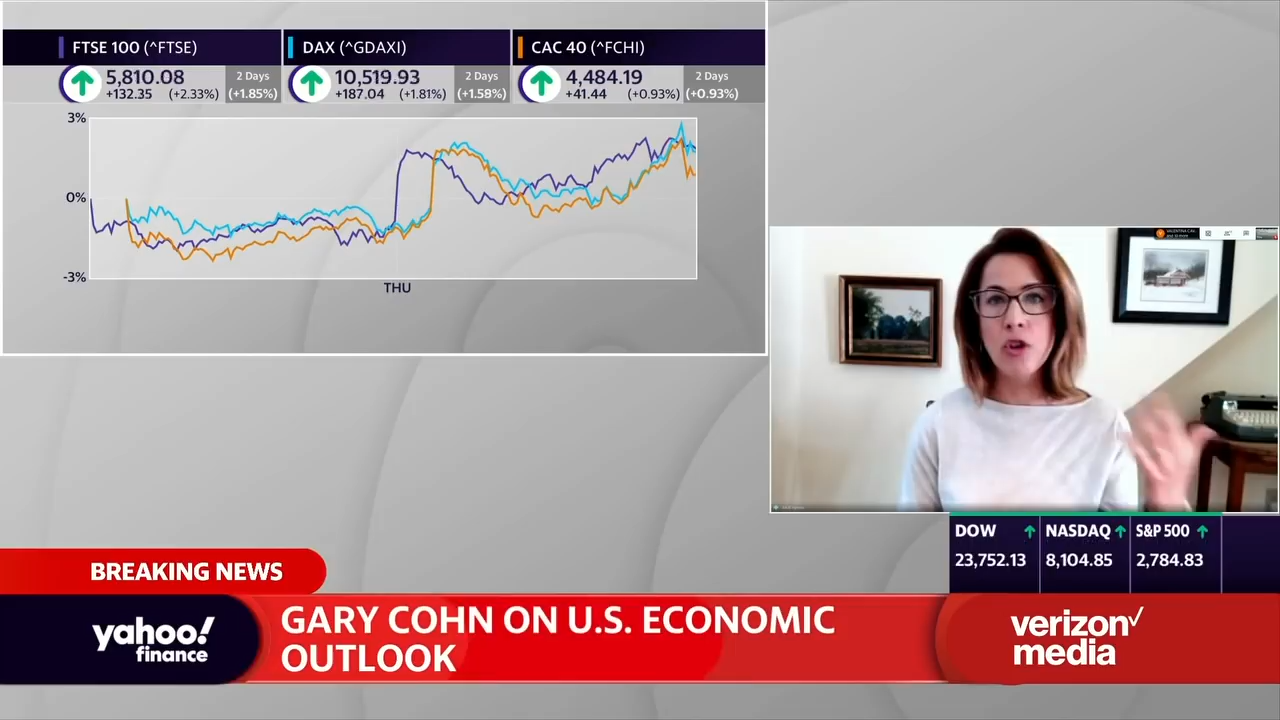 FTSE 100 (^FTSE)
5,810.08
+132.35 (+2.33%)
2 Days
(+1.85%)
DAX (^GDAXI)
10,519.93
+187.04 (+1.81%)
2 Days
(+1.58%)
CAC 40 (^FCHI)
4,484.19
+41.44 (+0.93%)
2 Days
(+0.93%)
3%
0%
-3%
THU
DOW
23,752.13
NASDAQ
8,104.85
S&P 500
2,784.83
BREAKING NEWS
yahoo!
finance
GARY COHN ON U.S. ECONOMIC
OUTLOOK
verizon✓
media